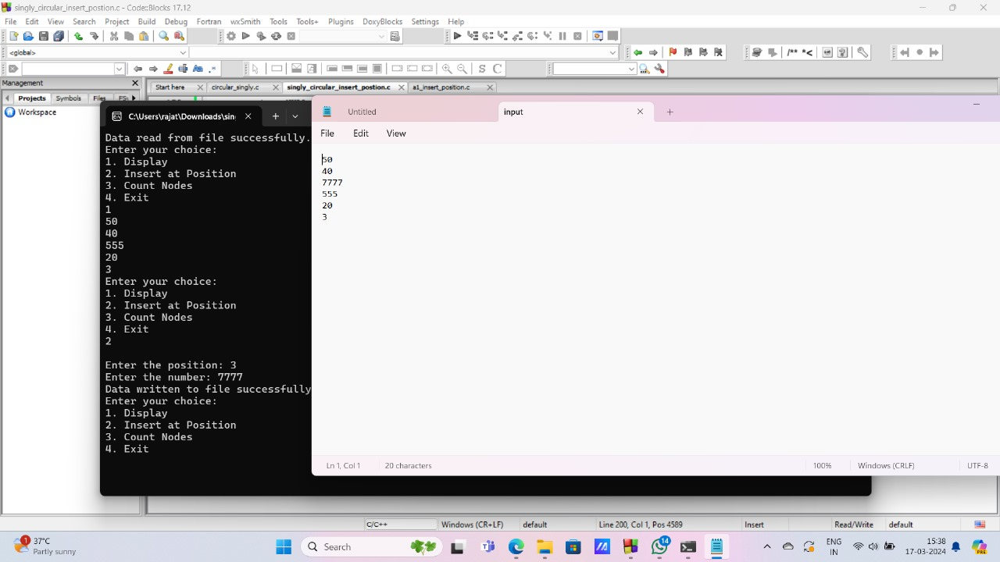 singly_circular_insert_postion.c - Code::Blocks 17.12
File Edit View Search Project Build Debug Fortran wxSmith Tools Tools+ Plugins DoxyBlocks Settings Help
<global>
/** *<
S C
Management
Projects Symbols Files FS
Workspace
Start here circular_singly.c singly_circular_insert_postion.c a1_insert_position.c
C:\Users\rajat\Downloads\sin
Data read from file successfully.
Enter your choice:
1. Display
2. Insert at Position
3. Count Nodes
4. Exit
1
50
40
555
20
3
Enter your choice:
1. Display
2. Insert at Position
3. Count Nodes
4. Exit
2
Enter the position: 3
Enter the number: 7777
Data written to file successfully
Enter your choice:
1. Display
2. Insert at Position
3. Count Nodes
4. Exit
Untitled input
File Edit View
50
40
7777
555
20
3
Ln 1, Col 1 20 characters 100% Windows (CRLF) UTF-8
C/C++ Windows (CR+LF) default Line 200, Col 1, Pos 4589 Insert Read/Write default
1
37°C
Partly sunny
Search
14
ENG
IN
15:38
17-03-2024
PRE